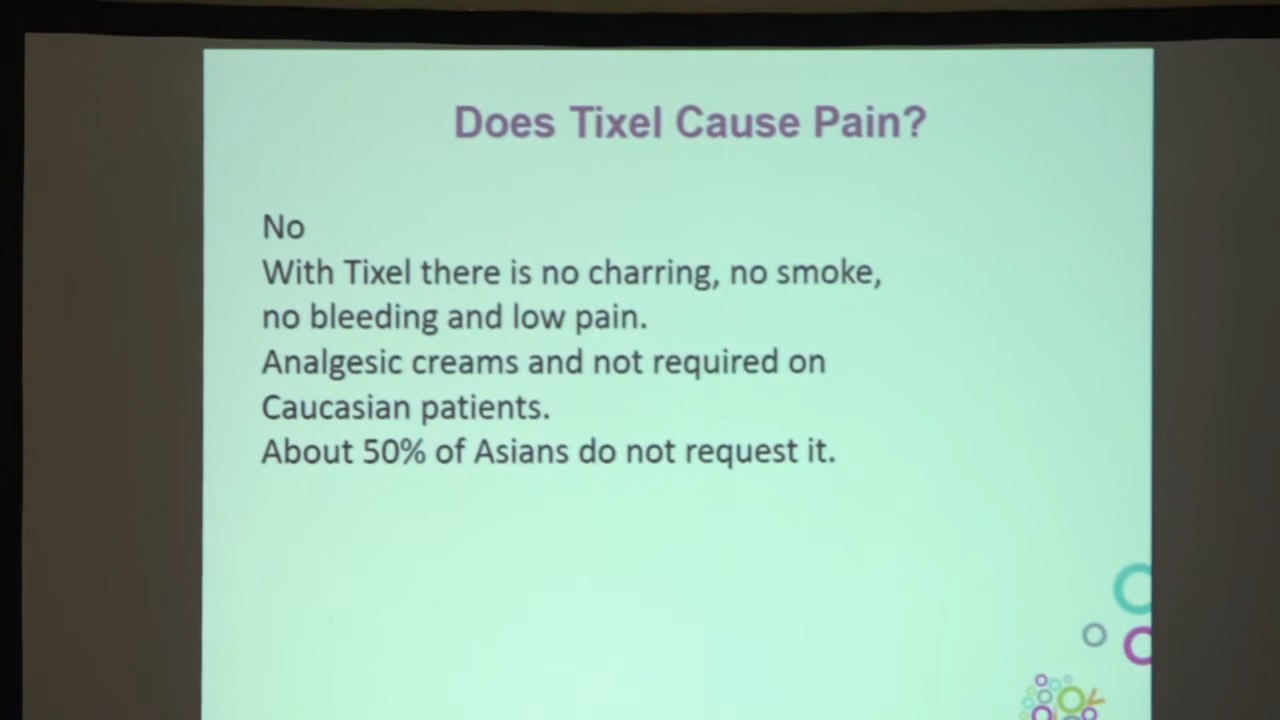 Does Tixel Cause Pain?
No
With Tixel there is no charring, no smoke,
no bleeding and low pain.
Analgesic creams and not required on
Caucasian patients.
About 50% of Asians do not request it.